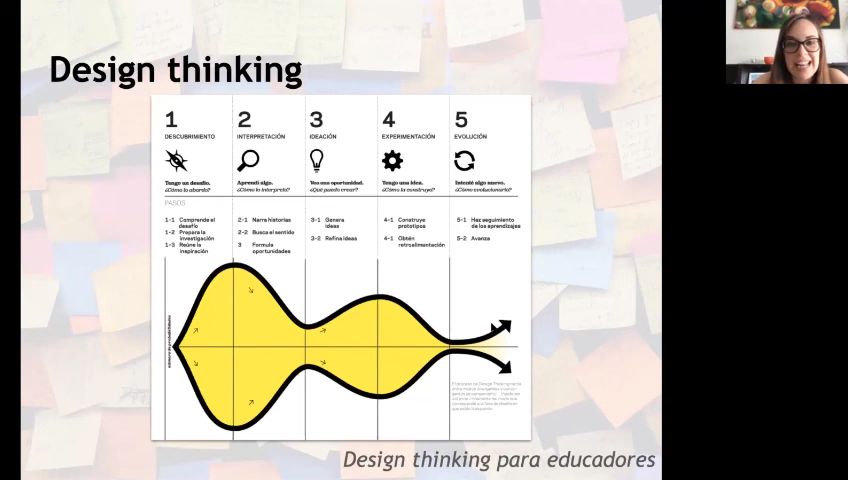 Design thinking
1 2 3 4 5
DESCUBRIMIENTO INTERPRETACIÓN IDEACIÓN EXPERIMENTACIÓN EVOLUCIÓN
Tengo un desafío. Aprendí algo. Veo una oportunidad. Tengo una idea. Intenté algo nuevo.
¿Cómo lo abordo? ¿Cómo lo interpreto? ¿Qué puedo crear? ¿Cómo la construyo? ¿Cómo evolucionarlo?
PASOS
1-1 Comprende el
desafío
1-2 Prepara la
investigación
1-3 Reúne la
inspiración
2-1 Narra historias
2-2 Busca el sentido
3 Formula
oportunidades
3-1 Genera
ideas
3-2 Refina ideas
4-1 Construye
prototipos
4-1 Obtén
retroalimentación
5-1 Haz seguimiento
de los aprendizajes
5-2 Avanza
Design thinking para educadores